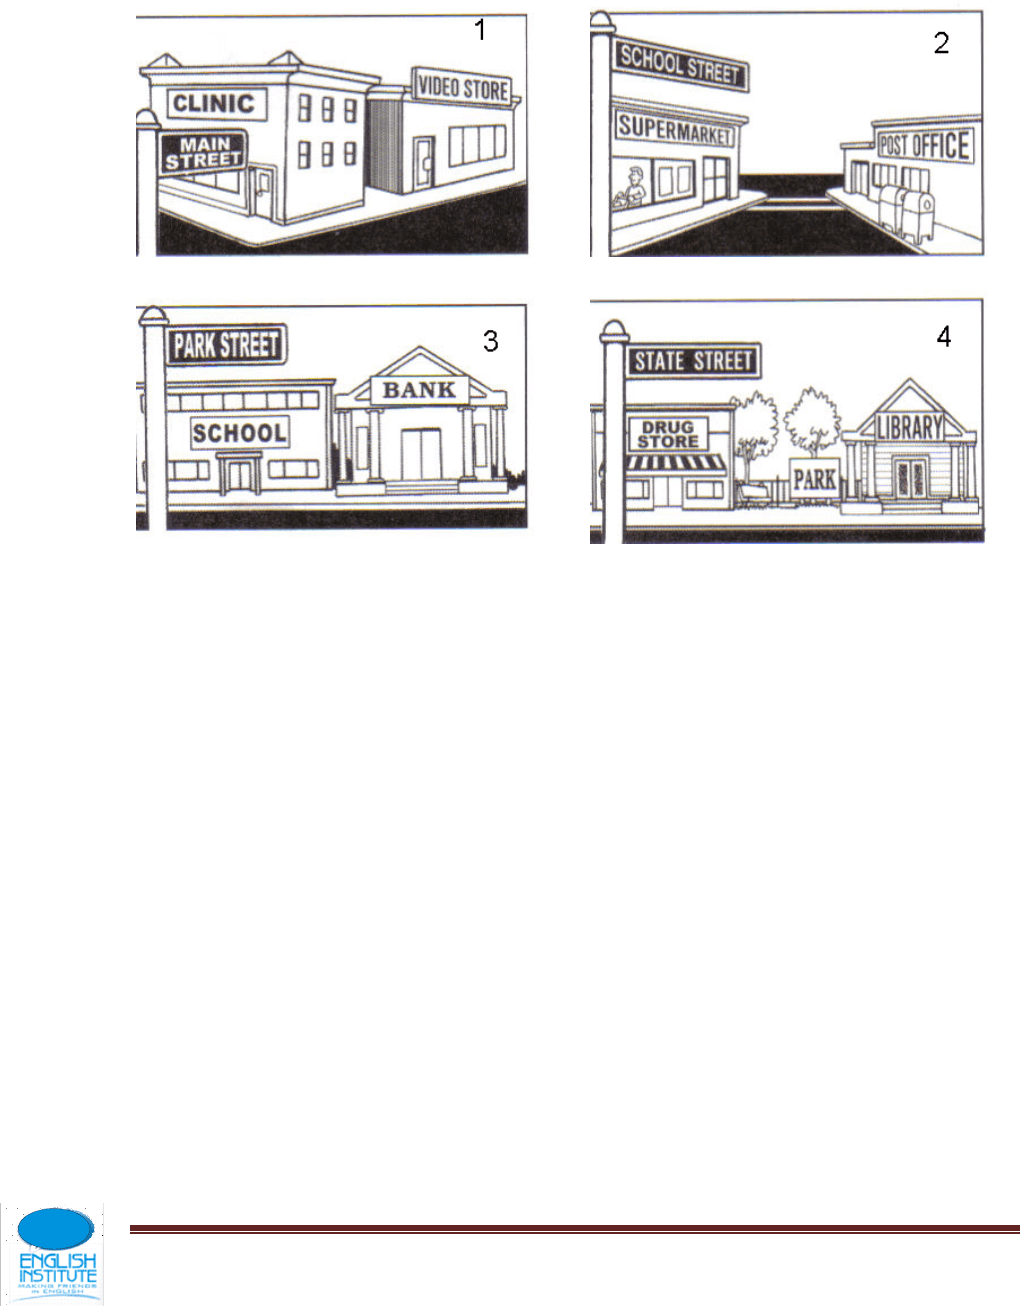 1
CLINIC
VIDEO STORE
MAIN
STREET
2
SCHOOL STREET
SUPERMARKET
POST OFFICE
3
PARK STREET
BANK
SCHOOL
4
STATE STREET
DRUG
STORE
LIBRARY
PARK
ENGLISH
INSTITUTE
MAKING FRIENDS
IN ENGLISH